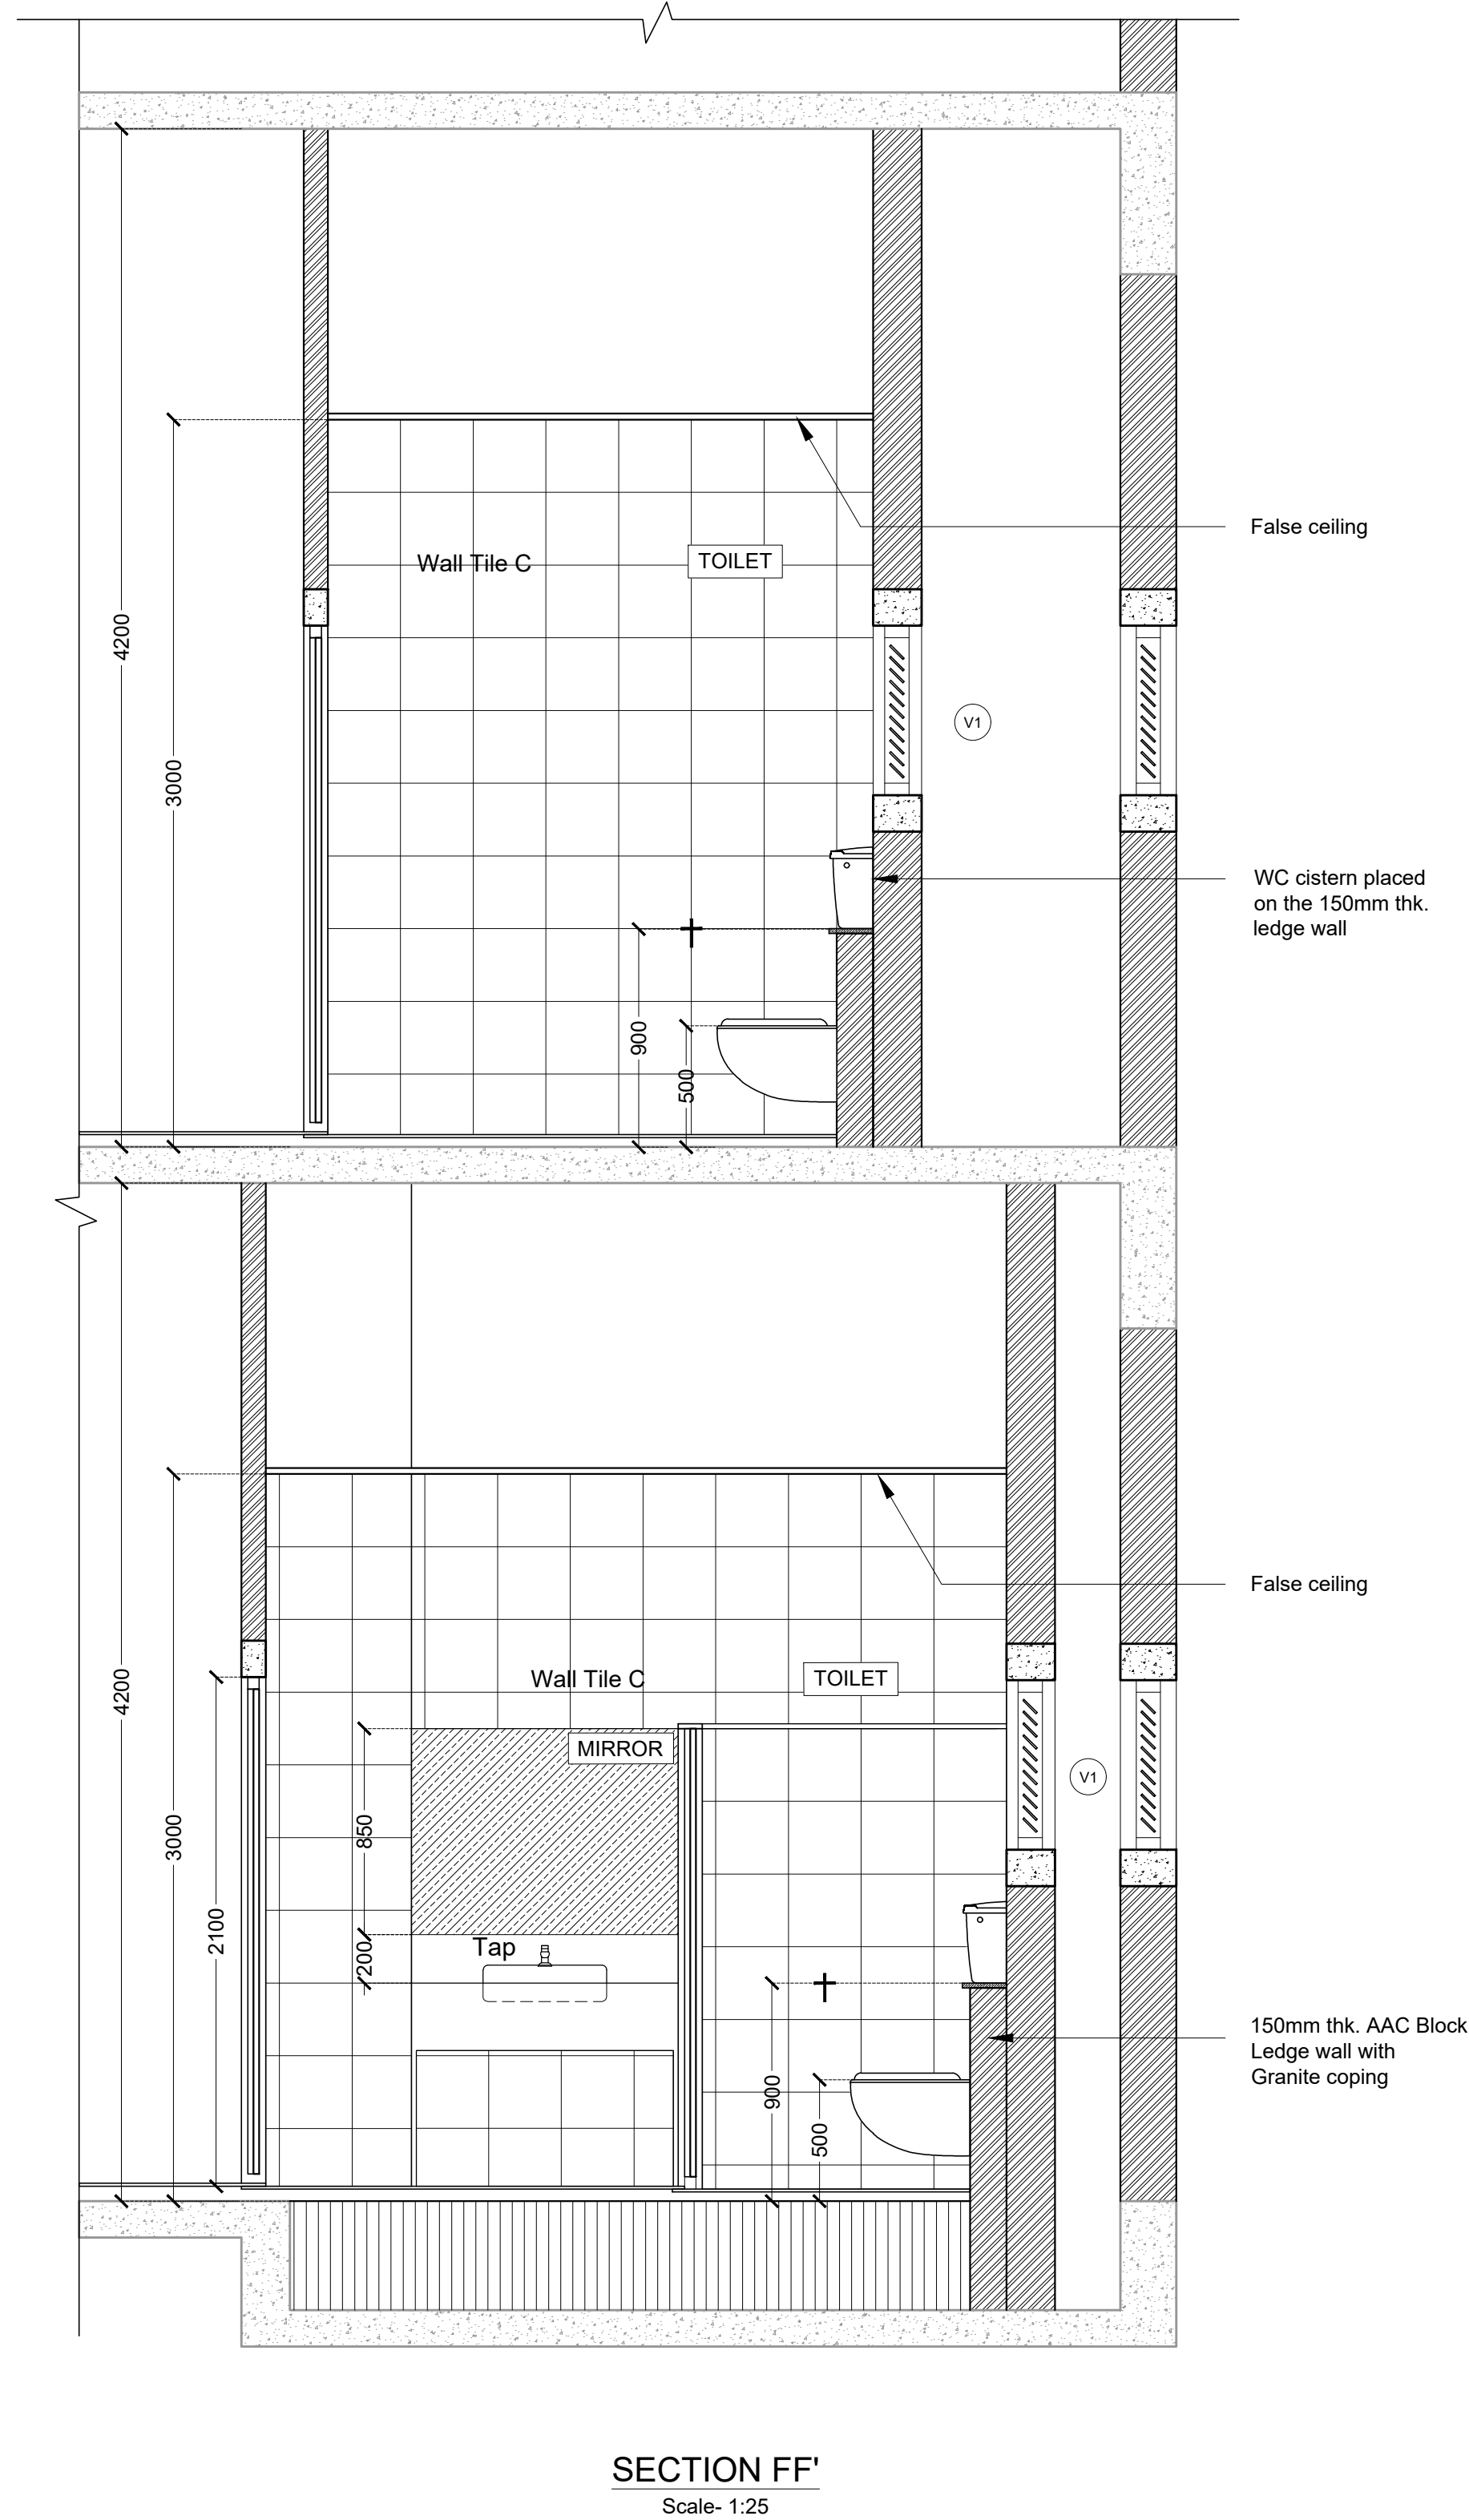 4200
3000
Wall Tile C
TOILET
False ceiling
V1
WC cistern placed
on the 150mm thk.
ledge wall
900
500
4200
3000
2100
False ceiling
Wall Tile C
TOILET
MIRROR
V1
850
200
Tap
900
500
150mm thk. AAC Block
Ledge wall with
Granite coping
SECTION FF'
Scale- 1:25